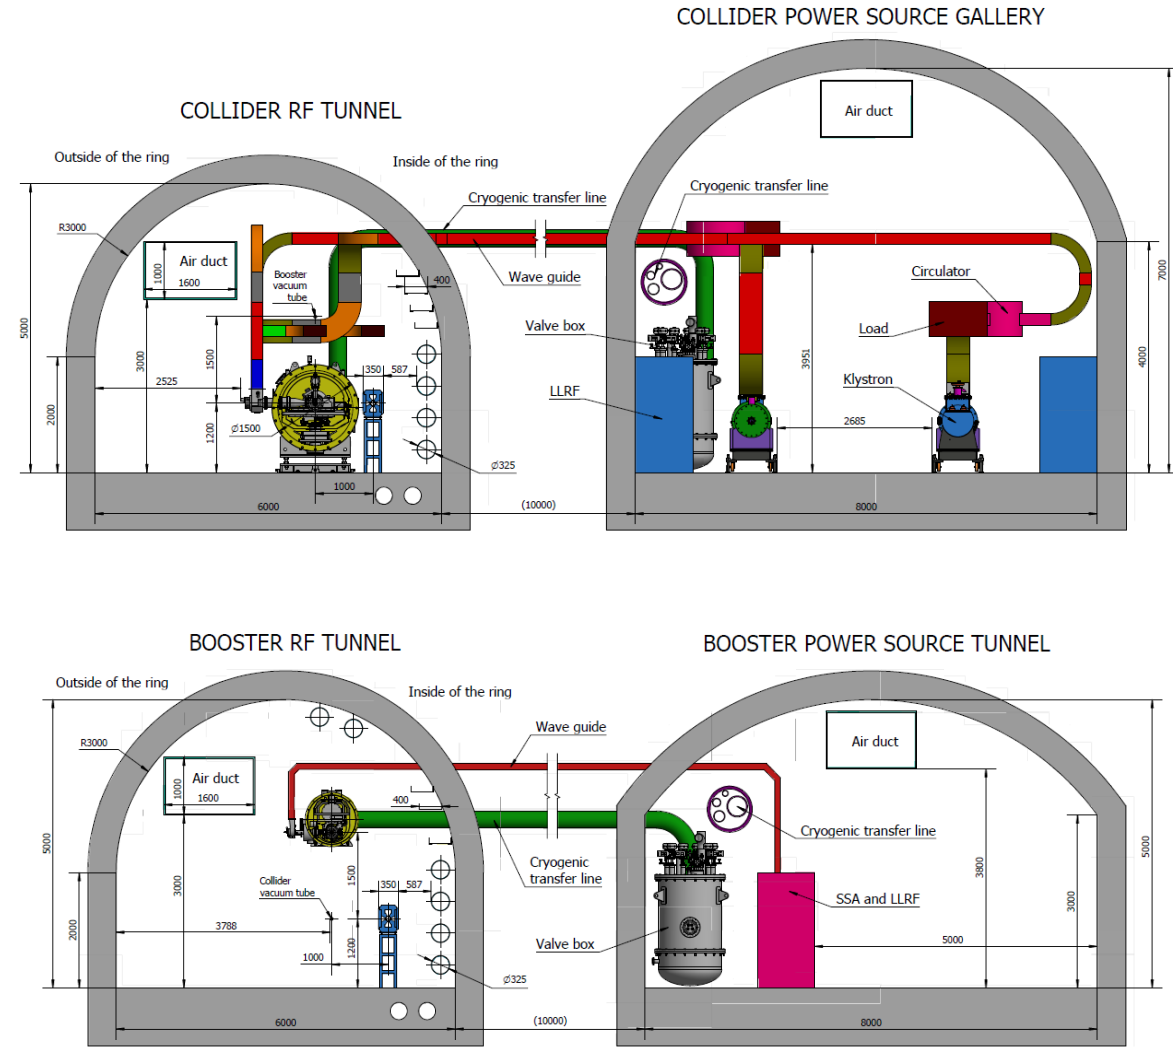 COLLIDER POWER SOURCE GALLERY
COLLIDER RF TUNNEL
Air duct
Outside of the ring
Inside of the ring
Cryogenic transfer line
Cryogenic transfer line
R3000
Air duct
1000
1600
Booster
vacuum
tube
400
Wave guide
Circulator
7000
5000
3000
1500
Valve box
Load
3951
4000
2525
350
587
LLRF
Klystron
2000
1200
Ø1500
2685
Ø325
1000
6000
(10000)
8000
BOOSTER RF TUNNEL
BOOSTER POWER SOURCE TUNNEL
Outside of the ring
Inside of the ring
Wave guide
R3000
Air duct
Air duct
1000
1600
400
Cryogenic transfer line
5000
3000
1500
Cryogenic
transfer line
3800
5000
Collider
vacuum tube
350
587
SSA and LLRF
3000
2000
3788
1200
Valve box
5000
1000
Ø325
6000
(10000)
8000